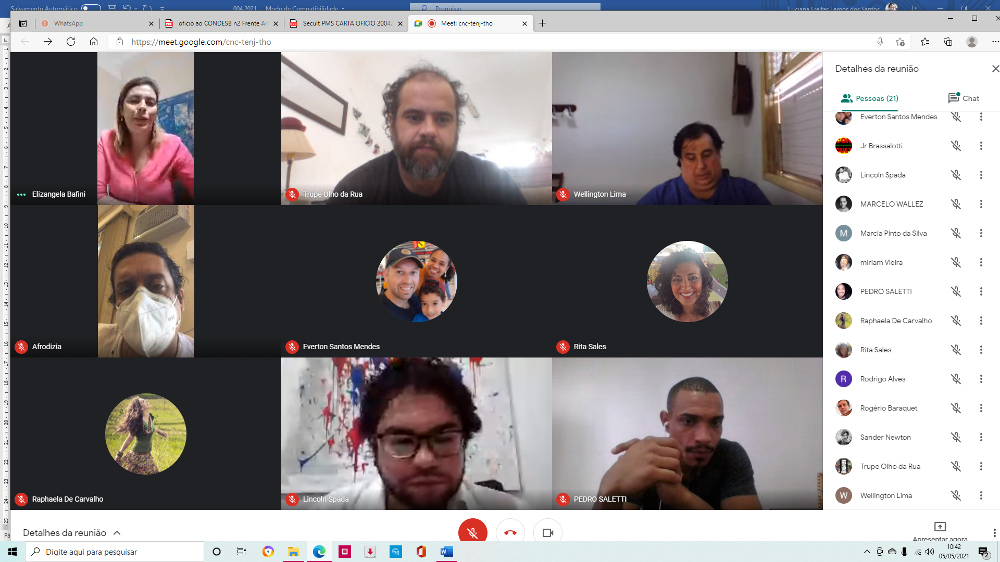 Salvamento Automático
004.2021 - Modo de Compatibilidade
Pesquisar
Luciana Freitas Lemos dos Santos
WhatsApp
oficio ao CONDESB n2 Frente An
Secult PMS CARTA OFICIO 20042
Meet: cnc-tenj-tho
https://meet.google.com/cnc-tenj-tho
Detalhes da reunião
Pessoas (21)
Chat
Elizangela Bafini
Trupe Olho da Rua
Wellington Lima
Afrodizia
Everton Santos Mendes
Rita Sales
Raphaela De Carvalho
Lincoln Spada
PEDRO SALETTI
Everton Santos Mendes
Jr Brassalotti
Lincoln Spada
MARCELO WALLEZ
M
Marcia Pinto da Silva
miriam Vieira
PEDRO SALETTI
Raphaela De Carvalho
Rita Sales
R
Rodrigo Alves
Rogério Baraquet
Sander Newton
Trupe Olho da Rua
W
Wellington Lima
Detalhes da reunião
Apresentar agora
Digite aqui para pesquisar
10:42
05/05/2021
2